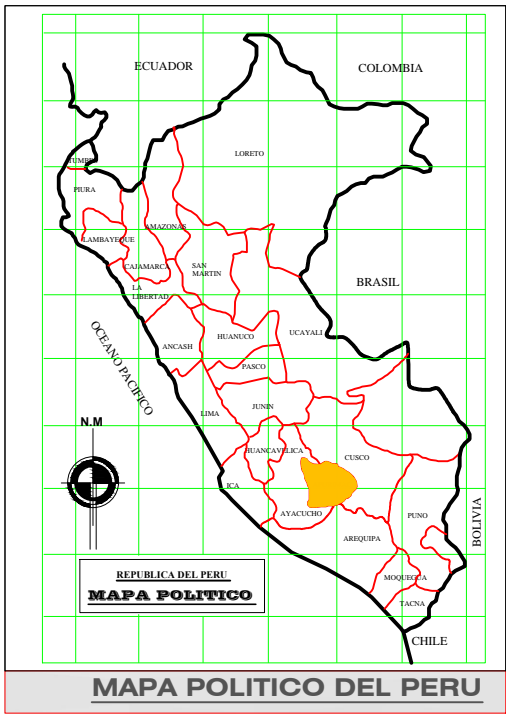 ECUADOR
COLOMBIA
LORETO
TUMBES
PIURA
AMAZONAS
LAMBAYEQUE
CAJAMARCA
SAN
MARTIN
BRASIL
LA
LIBERTAD
OCEANO PACIFICO
HUANUCO
UCAYALI
ANCASH
PASCO
LIMA
JUNIN
N.M
HUANCAVELICA
CUSCO
ICA
AYACUCHO
PUNO
BOLIVIA
AREQUIPA
REPUBLICA DEL PERU
MAPA POLITICO
MOQUEGUA
TACNA
CHILE
MAPA POLITICO DEL PERU